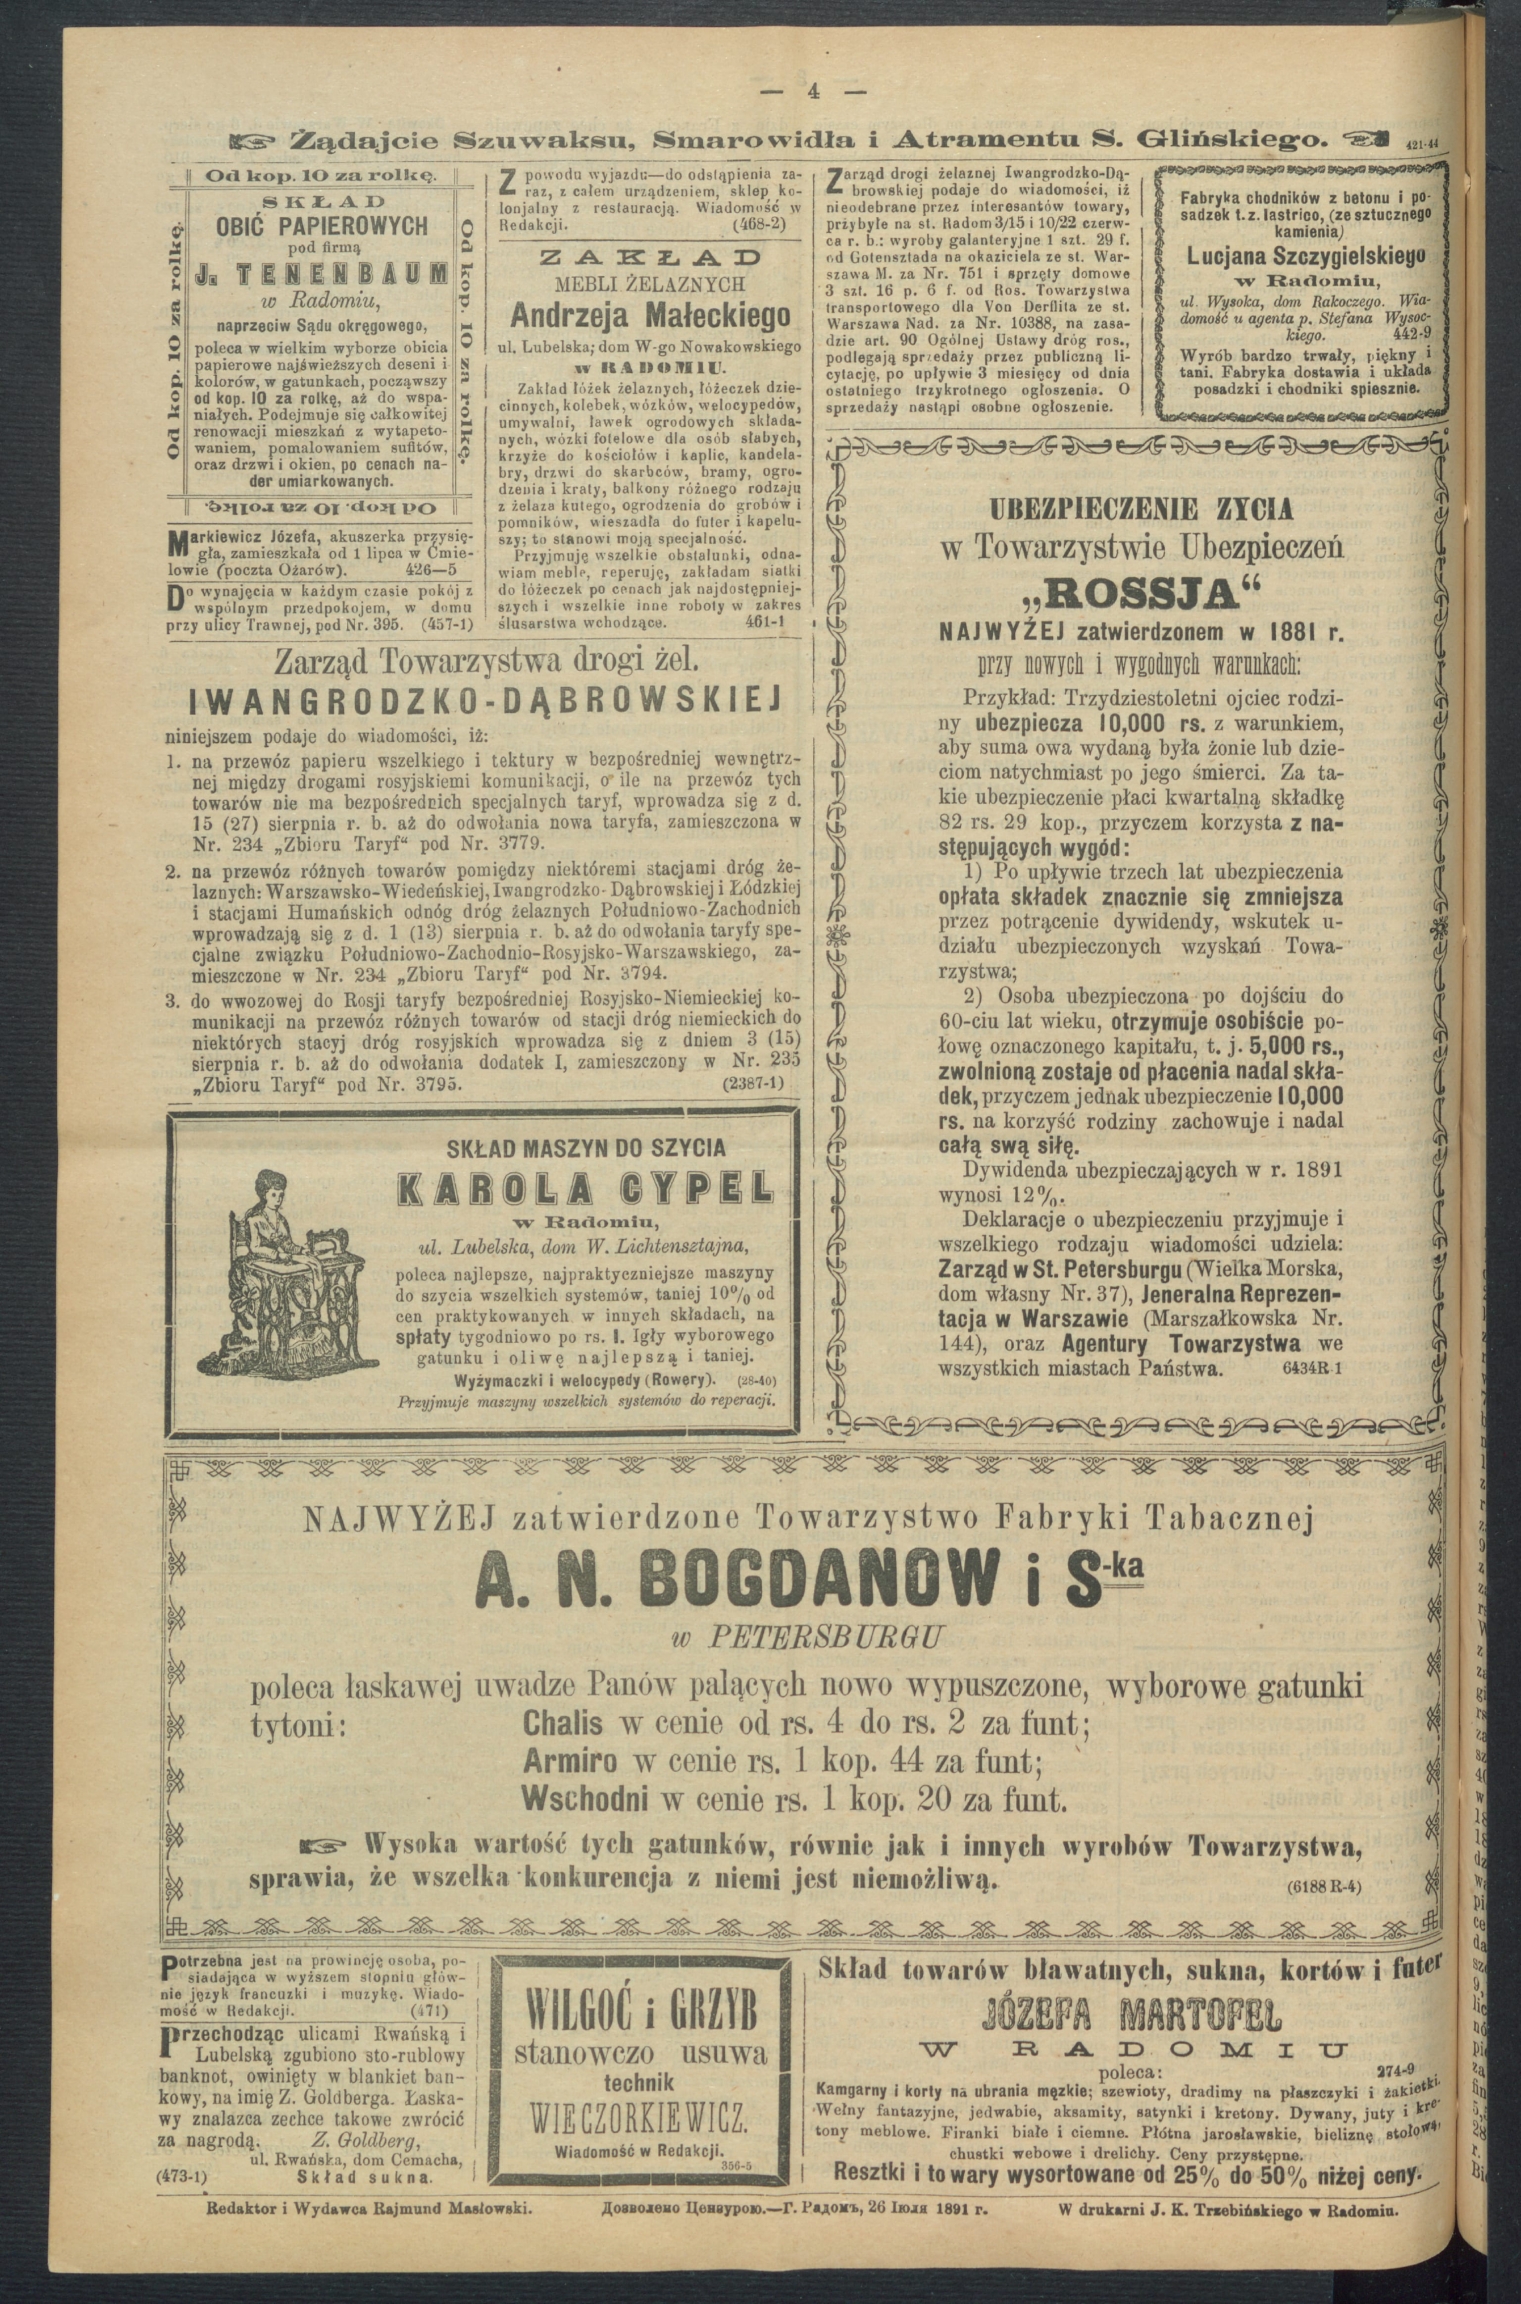 — 4 —
Żądajcie Szuwaksu, Smarowidła i Atramentu S. Glińskiego.
421-44
Od kop. 10 za rolkę.
Od kop. 10 za rolkę.
Od kop. 10 za rolkę.
Od kop. 10 za rolkę.
SKŁAD
OBIĆ PAPIEROWYCH
pod firmą
J. TENENBAUM
w Radomiu,
naprzeciw Sądu okręgowego,
poleca w wielkim wyborze obicia
papierowe najświeższych deseni i
kolorów, w gatunkach, począwszy
od kop. 10 za rolkę, aż do wspa-
niałych. Podejmuje się całkowitej
renowacji mieszkań z wytapeto-
waniem, pomalowaniem sufitów,
oraz drzwi i okien, po cenach na-
der umiarkowanych.
Markiewicz Józefa, akuszerka przysię-
gła, zamieszkała od 1 lipca w Ćmie-
lowie (poczta Ożarów). 426—5
Do wynajęcia w każdym czasie pokój z
wspólnym przedpokojem, w domu
przy ulicy Trawnej, pod Nr. 395. (457-1)
Z powodu wyjazdu—do odstąpienia za-
raz, z całem urządzeniem, sklep ko-
lonjalny z restauracją. Wiadomość w
Redakcji. (468-2)
ZAKŁAD
MEBLI ŻELAZNYCH
Andrzeja Małeckiego
ul. Lubelska, dom W-go Nowakowskiego
w RADOMIU.
Zakład łóżek żelaznych, łóżeczek dzie-
cinnych, kolebek, wózków, welocypedów,
umywalni, ławek ogrodowych składa-
nych, wózki fotelowe dla osób słabych,
krzyże do kościołów i kaplic, kandela-
bry, drzwi do skarbców, bramy, ogro-
dzenia i kraty, balkony różnego rodzaju
z żelaza kutego, ogrodzenia do grobów i
pomników, wieszadła do futer i kapelu-
szy; to stanowi moją specjalność.
Przyjmuję wszelkie obstalunki, odna-
wiam meble, reperuję, zakładam siatki
do łóżeczek po cenach jak najdostępniej-
szych i wszelkie inne roboty w zakres
ślusarstwa wchodzące. 461-1
Zarząd drogi żelaznej Iwangrodzko-Dą-
browskiej podaje do wiadomości, iż
nieodebrane przez interesantów towary,
przybyłe na st. Radom 3/15 i 10/22 czerw-
ca r. b.: wyroby galanteryjne 1 szt. 29 f.
od Gotensztada na okaziciela ze st. War-
szawa M. za Nr. 751 i sprzęty domowe
3 szt. 16 p. 6 f. od Ros. Towarzystwa
transportowego dla Von Derflita ze st.
Warszawa Nad. za Nr. 10388, na zasa-
dzie art. 90 Ogólnej Ustawy dróg ros.,
podlegają sprzedaży przez publiczną li-
cytację, po upływie 3 miesięcy od dnia
ostatniego trzykrotnego ogłoszenia. O
sprzedaży nastąpi osobne ogłoszenie.
Fabryka chodników z betonu i po-
sadzek t. z. lastrico, (ze sztucznego
kamienia)
Lucjana Szczygielskiego
w Radomiu,
ul. Wysoka, dom Rakoczego. Wia-
domość u agenta p. Stefana Wysoc-
kiego. 442-9
Wyrób bardzo trwały, piękny i
tani. Fabryka dostawia i układa
posadzki i chodniki spiesznie.
Zarząd Towarzystwa drogi żel.
IWANGRODZKO-DĄBROWSKIEJ
niniejszem podaje do wiadomości, iż:
1. na przewóz papieru wszelkiego i tektury w bezpośredniej wewnętrz-
nej między drogami rosyjskiemi komunikacji, o ile na przewóz tych
towarów nie ma bezpośrednich specjalnych taryf, wprowadza się z d.
15 (27) sierpnia r. b. aż do odwołania nowa taryfa, zamieszczona w
Nr. 234 „Zbioru Taryf“ pod Nr. 3779.
2. na przewóz różnych towarów pomiędzy niektóremi stacjami dróg że-
laznych: Warszawsko-Wiedeńskiej, Iwangrodzko-Dąbrowskiej i Łódzkiej
i stacjami Humańskich odnóg dróg żelaznych Południowo-Zachodnich
wprowadzają się z d. 1 (13) sierpnia r. b. aż do odwołania taryfy spe-
cjalne związku Południowo-Zachodnio-Rosyjsko-Warszawskiego, za-
mieszczone w Nr. 234 „Zbioru Taryf“ pod Nr. 3794.
3. do wwozowej do Rosji taryfy bezpośredniej Rosyjsko-Niemieckiej ko-
munikacji na przewóz różnych towarów od stacji dróg niemieckich do
niektórych stacyj dróg rosyjskich wprowadza się z dniem 3 (15)
sierpnia r. b. aż do odwołania dodatek I, zamieszczony w Nr. 235
„Zbioru Taryf“ pod Nr. 3795. (2387-1)
SKŁAD MASZYN DO SZYCIA
KAROLA CYPEL
w Radomiu,
ul. Lubelska, dom W. Lichtensztajna,
poleca najlepsze, najpraktyczniejsze maszyny
do szycia wszelkich systemów, taniej 10% od
cen praktykowanych w innych składach, na
spłaty tygodniowo po rs. 1. Igły wyborowego
gatunku i oliwę najlepszą i taniej.
Wyżymaczki i welocypedy (Rowery). (28-40)
Przyjmuje maszyny wszelkich systemów do reperacji.
UBEZPIECZENIE ZYCIA
w Towarzystwie Ubezpieczeń
„ROSSJA“
NAJWYŻEJ zatwierdzonem w 1881 r.
przy nowych i wygodnych warunkach:
Przykład: Trzydziestoletni ojciec rodzi-
ny ubezpiecza 10,000 rs. z warunkiem,
aby suma owa wydaną była żonie lub dzie-
ciom natychmiast po jego śmierci. Za ta-
kie ubezpieczenie płaci kwartalną składkę
82 rs. 29 kop., przyczem korzysta z na-
stępujących wygód:
1) Po upływie trzech lat ubezpieczenia
opłata składek znacznie się zmniejsza
przez potrącenie dywidendy, wskutek u-
działu ubezpieczonych wzyskań Towa-
rzystwa;
2) Osoba ubezpieczona po dojściu do
60-ciu lat wieku, otrzymuje osobiście po-
łowę oznaczonego kapitału, t. j. 5,000 rs.,
zwolnioną zostaje od płacenia nadal skła-
dek, przyczem jednak ubezpieczenie 10,000
rs. na korzyść rodziny zachowuje i nadal
całą swą siłę.
Dywidenda ubezpieczających w r. 1891
wynosi 12%.
Deklaracje o ubezpieczeniu przyjmuje i
wszelkiego rodzaju wiadomości udziela:
Zarząd w St. Petersburgu (Wielka Morska,
dom własny Nr. 37), Jeneralna Reprezen-
tacja w Warszawie (Marszałkowska Nr.
144), oraz Agentury Towarzystwa we
wszystkich miastach Państwa. 6434R-1
NAJWYŻEJ zatwierdzone Towarzystwo Fabryki Tabacznej
A. N. BOGDANOW i S-ka
w PETERSBURGU
poleca łaskawej uwadze Panów palących nowo wypuszczone, wyborowe gatunki
tytoni: Chalis w cenie od rs. 4 do rs. 2 za funt;
Armiro w cenie rs. 1 kop. 44 za funt;
Wschodni w cenie rs. 1 kop. 20 za funt.
Wysoka wartość tych gatunków, równie jak i innych wyrobów Towarzystwa,
sprawia, że wszelka konkurencja z niemi jest niemożliwą. (6188 R-4)
Potrzebna jest na prowincję osoba, po-
siadająca w wyższem stopniu głów-
nie język francuzki i muzykę. Wiado-
mość w Redakcji. (471)
Przechodząc ulicami Rwańską i
Lubelską zgubiono sto-rublowy
banknot, owinięty w blankiet ban-
kowy, na imię Z. Goldberga. Łaska-
wy znalazca zechce takowe zwrócić
za nagrodą. Z. Goldberg,
ul. Rwańska, dom Cemacha,
(473-1) Skład sukna.
WILGOĆ i GRZYB
stanowczo usuwa
technik
WIECZORKIEWICZ.
Wiadomość w Redakcji.
356-5
Skład towarów bławatnych, sukna, kortów i futer
JÓZEFA MARTOFEL
W RADOMIU
poleca: 274-9
Kamgarny i korty na ubrania męzkie; szewioty, dradimy na płaszczyki i żakietki.
Wełny fantazyjne, jedwabie, aksamity, satynki i kretony. Dywany, juty i kre-
tony meblowe. Firanki białe i ciemne. Płótna jarosławskie, bieliznę stołową,
chustki webowe i drelichy. Ceny przystępne.
Resztki i towary wysortowane od 25% do 50% niżej ceny.
Redaktor i Wydawca Rajmund Masłowski.
Дозволено Цензурою.—Г. Радомъ, 26 Іюля 1891 г.
W drukarni J. K. Trzebińskiego w Radomiu.